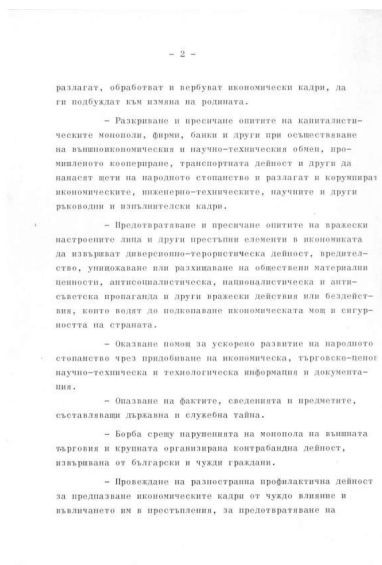 - 2 -
разлагат, обработват и вербуват икономически кадри, да
ги подбуждат към измяна на родината.
- Разкриване и пресичане опитите на капиталисти-
ческите монополи, фирми, банки и други при осъществяване
на външноикономическия и научно-техническия обмен, про-
мишленото коопериране, транспортната дейност и други да
нанасят щети на народното стопанство и разлагат и корумпират
икономическите, инженерно-техническите, научните и други
ръководни и изпълнителски кадри.
- Предотвратяване и пресичане опитите на вражески
настроените лица и други престъпни елементи в икономиката
да извършват диверсионно-терористическа дейност, вредител-
ство, унищожаване или разхищаване на обществени материални
ценности, антисоциалистическа, националистическа и анти-
съветска пропаганда и други вражески действия или бездейст-
вия, които водят до подкопаване икономическата мощ и сигур-
ността на страната.
- Оказване помощ за ускорено развитие на народното
стопанство чрез придобиване на икономическа, търговско-ценов
научно-техническа и технологическа информация и документа-
ция.
- Опазване на фактите, сведенията и предметите,
съставляващи държавна и служебна тайна.
- Борба срещу нарушенията на монопола на външната
търговия и крупната организирана контрабандна дейност,
извършвана от български и чужди граждани.
- Провеждане на разностранна профилактична дейност
за предпазване икономическите кадри от чуждо влияние и
въвличането им в престъпления, за предотвратяване на